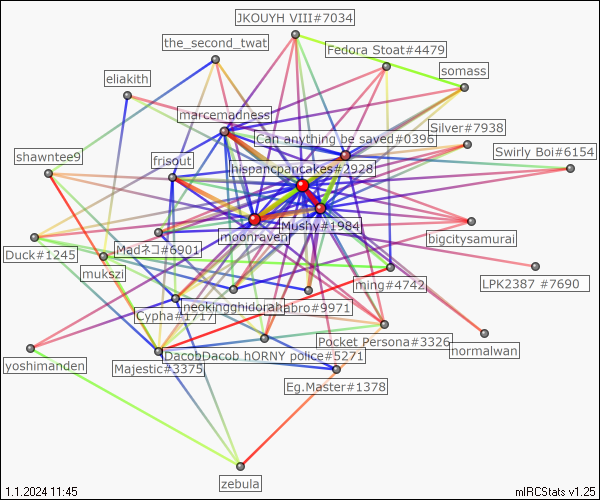 JKOUYH VIII#7034
the_second_twat
Fedora Stoat#4479
somass
eliakith
marcemadness
Can anything be saved#0396
Silver#7938
Swirly Boi#6154
shawntee9
frisout
hispancpancakes#2928
moonraven
Mushy#1984
bigcitysamurai
Duck#1245
Madネコ#6901
mukszi
ming#4742
LPK2387 #7690
Cypha#1717
neokingghidorah
#9971
Pocket Persona#3326
normalwan
yoshimanden
Majestic#3375
DacobDacob hORNY police#5271
Eg.Master#1378
zebula
1.1.2024 11:45
mIRCStats v1.25